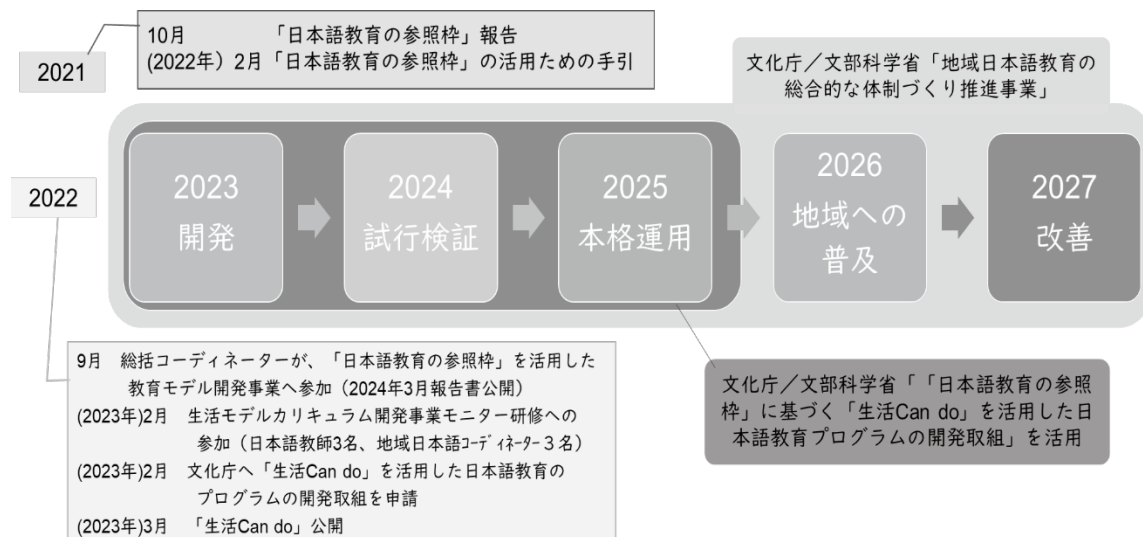 2021
10月 「日本語教育の参照枠」報告
(2022年) 2月「日本語教育の参照枠」の活用ための手引
文化庁／文部科学省「地域日本語教育の
総合的な体制づくり推進事業」
2023
開発
2024
試行検証
2025
本格運用
2026
地域への
普及
2027
改善
2022
9月 総括コーディネーターが、「日本語教育の参照枠」を活用した
教育モデル開発事業へ参加（2024年3月報告書公開）
(2023年)2月 生活モデルカリキュラム開発事業モニター研修への
参加（日本語教師3名、地域日本語ｺｰﾃﾞｨﾈｰﾀｰ３名）
(2023年)2月 文化庁へ「生活Can do」を活用した日本語教育の
プログラムの開発取組を申請
(2023年)3月 「生活Can do」公開
文化庁／文部科学省「「日本語教育の参照
枠」に基づく「生活Can do」を活用した日
本語教育プログラムの開発取組」を活用